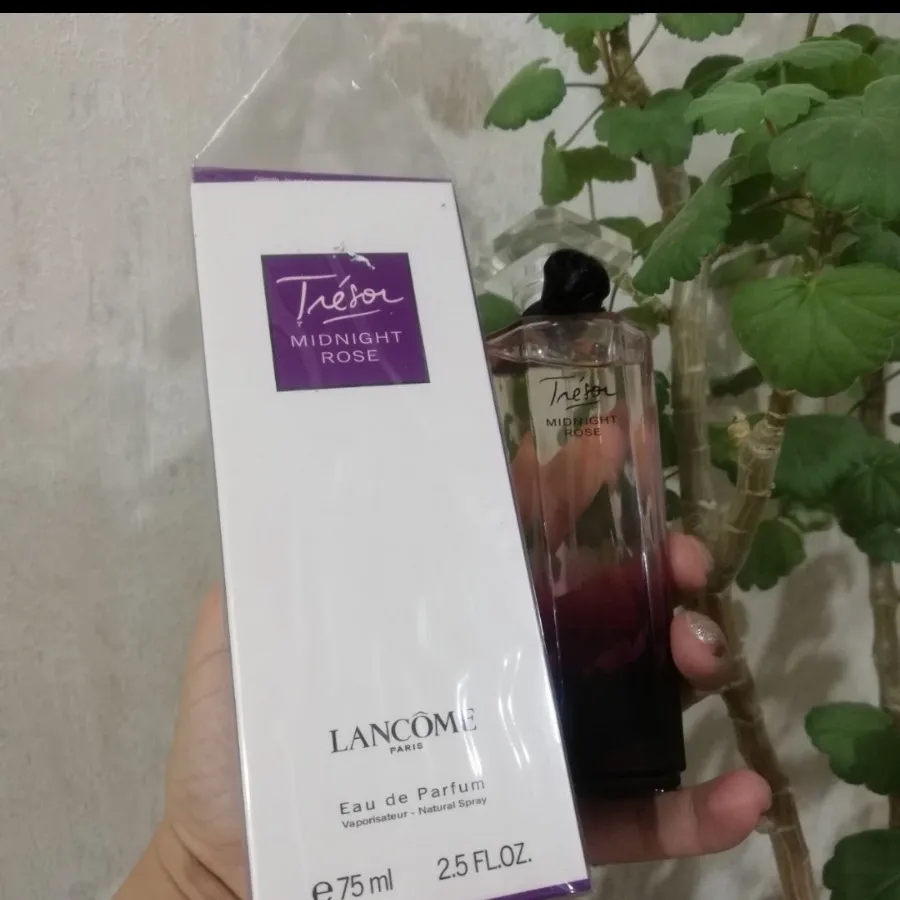 Trésor
MIDNIGHT
ROSE
LANCÔME
PARIS
Eau de Parfum
Vaporisateur - Natural Spray
e 75 ml 2.5 FL.OZ.
Trésor
MIDNIGHT
ROSE